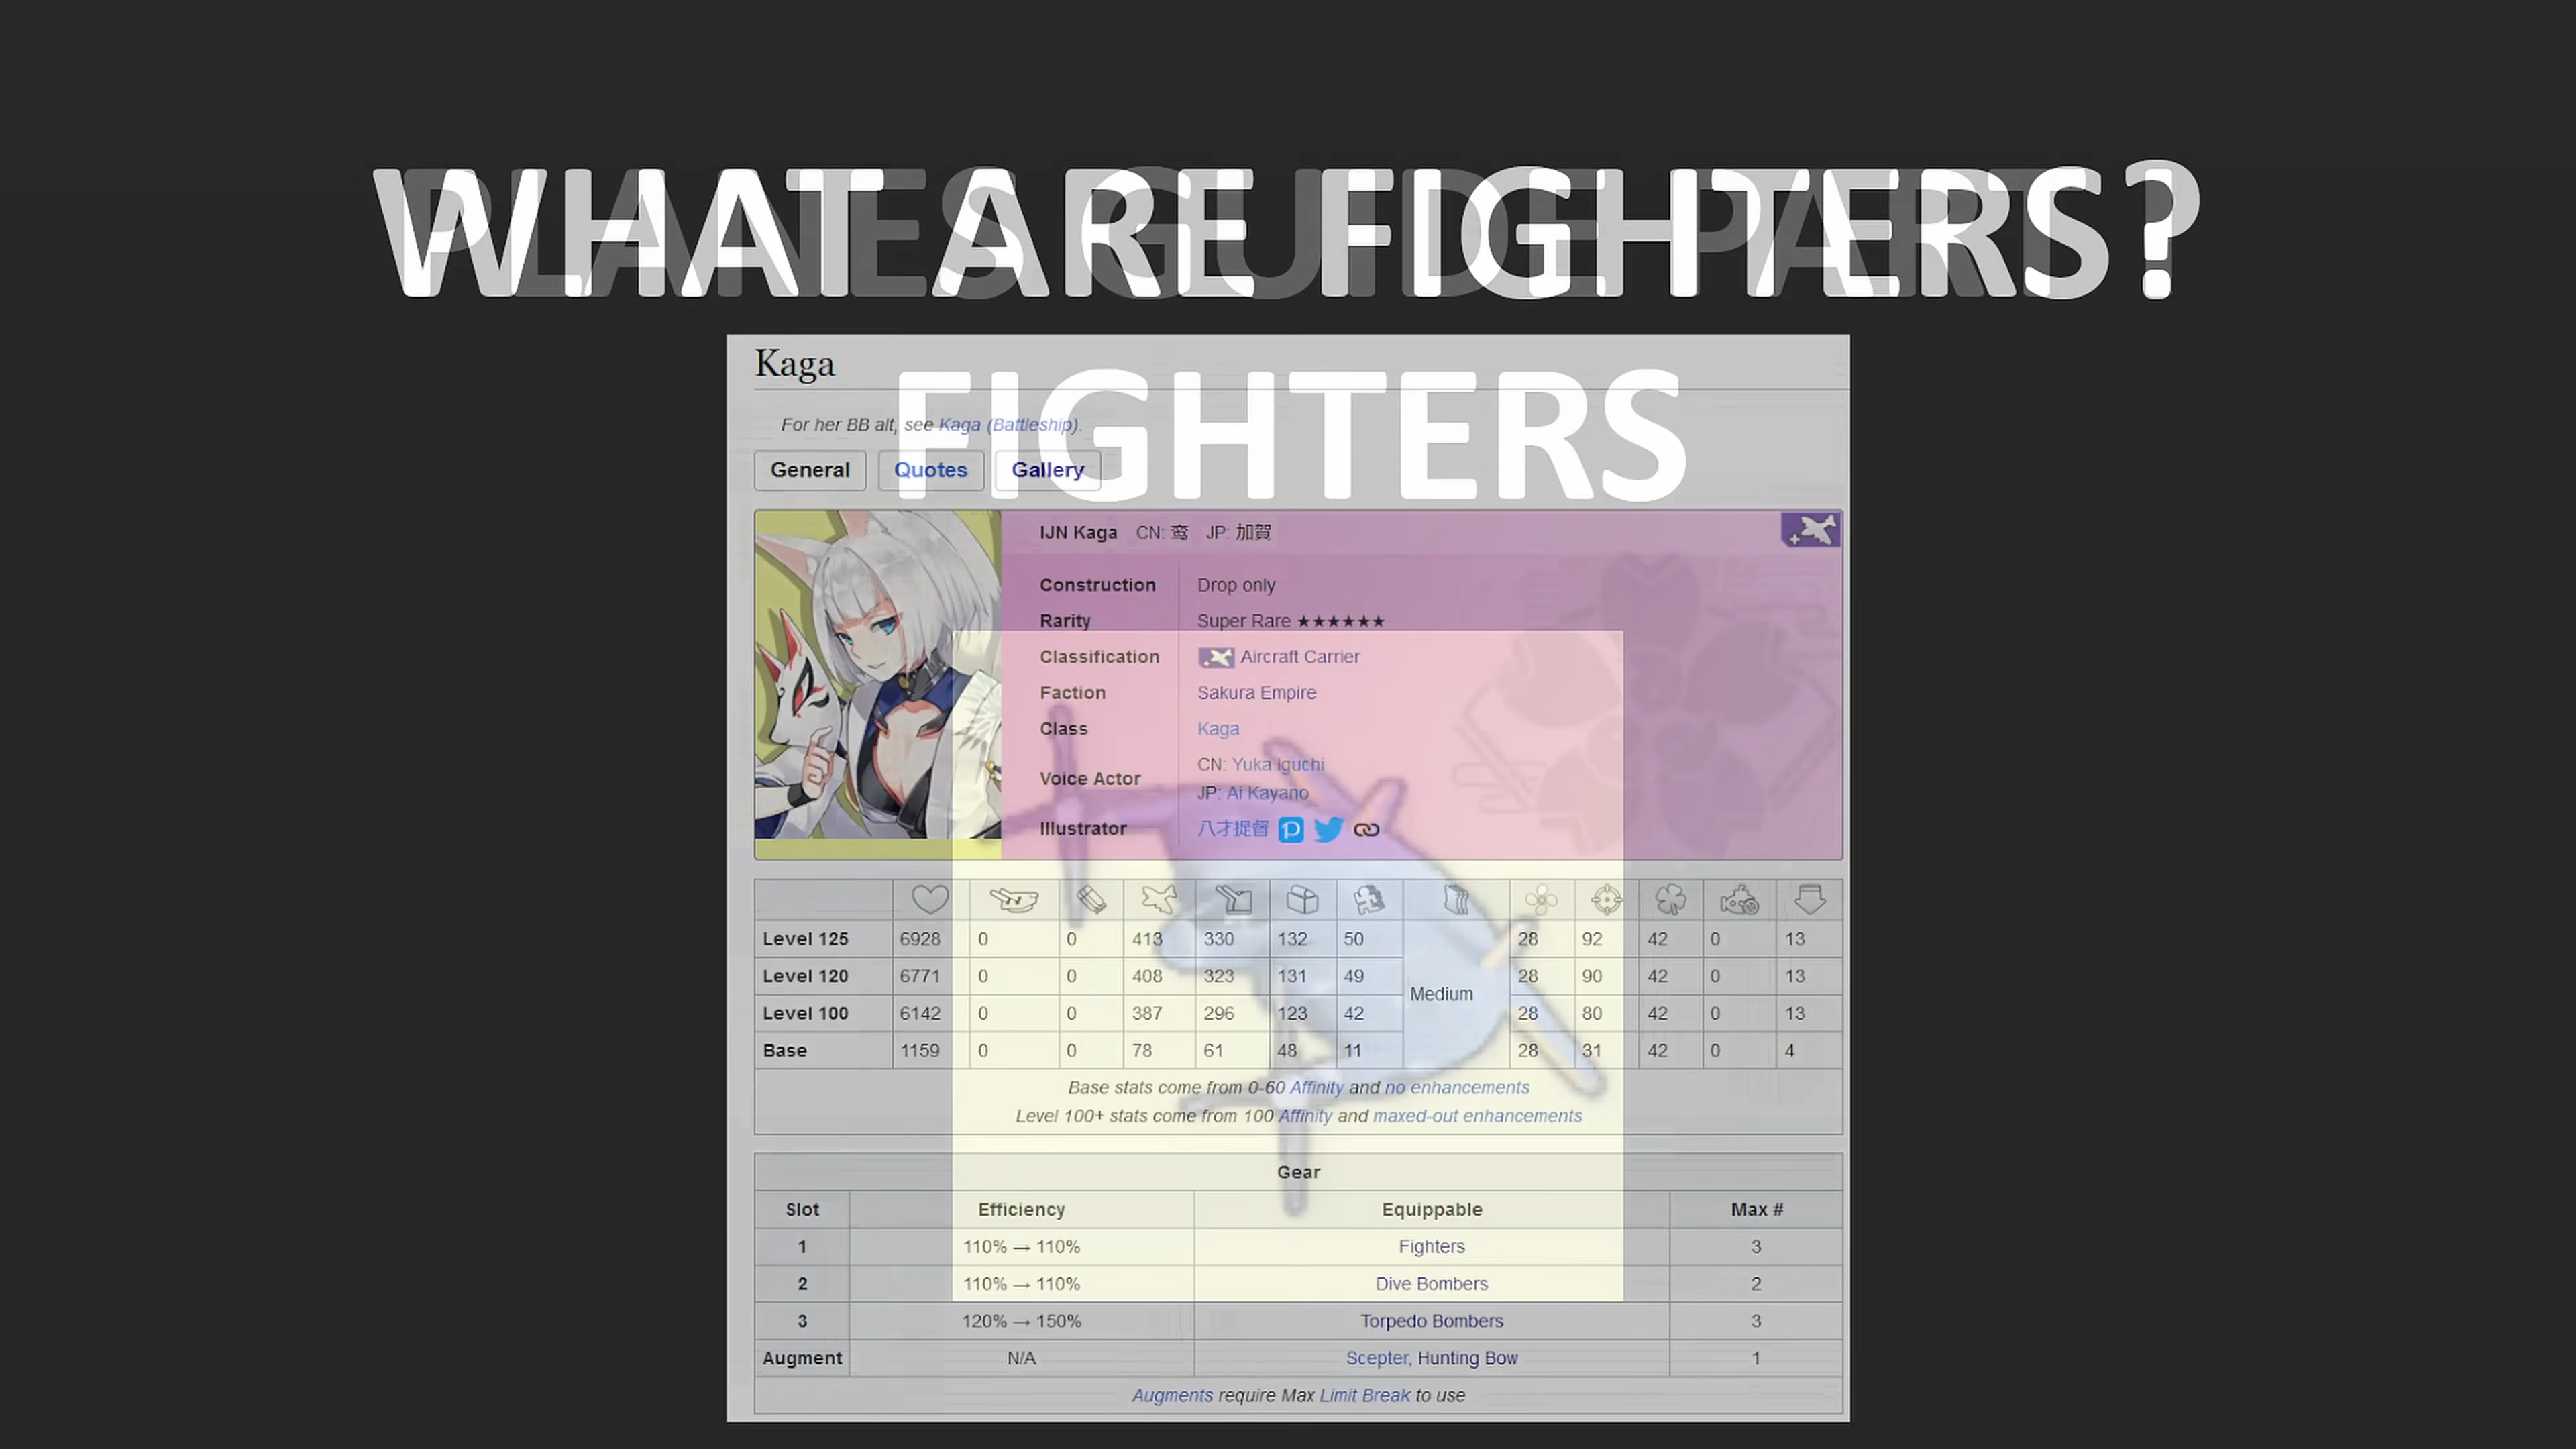 WHAT ARE FIGHTERS?
PLANES GUIDE PART
FIGHTERS
Kaga
For her BB alt, see Kaga (Battleship).
General Quotes Gallery
IJN Kaga CN: 鸾 JP: 加賀
Construction Drop only
Rarity Super Rare ★★★★★★
Classification Aircraft Carrier
Faction Sakura Empire
Class Kaga
Voice Actor CN: Yuka Iguchi
JP: Ai Kayano
Illustrator 八才提督
Level 125 6928 0 0 413 330 132 50 28 92 42 0 13
Level 120 6771 0 0 408 323 131 49 28 90 42 0 13
Medium
Level 100 6142 0 0 387 296 123 42 28 80 42 0 13
Base 1159 0 0 78 61 48 11 28 31 42 0 4
Base stats come from 0-60 Affinity and no enhancements
Level 100+ stats come from 100 Affinity and maxed-out enhancements
Gear
Slot Efficiency Equippable Max #
1 110% → 110% Fighters 3
2 110% → 110% Dive Bombers 2
3 120% → 150% Torpedo Bombers 3
Augment N/A Scepter, Hunting Bow 1
Augments require Max Limit Break to use